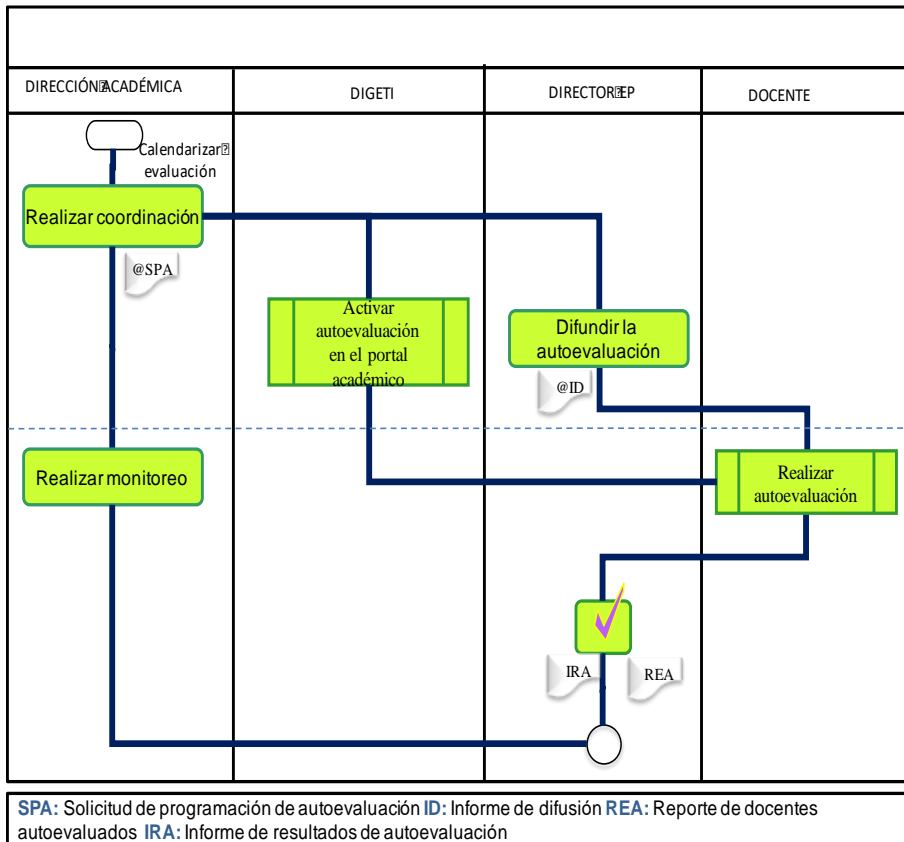 DIRECCIÓN ACADÉMICA
DIGETI
DIRECTOR EP
DOCENTE
Calendarizar
evaluación
Realizar coordinación
@SPA
Activar
autoevaluación
en el portal
académico
Difundir la
autoevaluación
@ID
Realizar monitoreo
Realizar
autoevaluación
IRA
REA
SPA: Solicitud de programación de autoevaluación ID: Informe de difusión REA: Reporte de docentes
autoevaluados IRA: Informe de resultados de autoevaluación